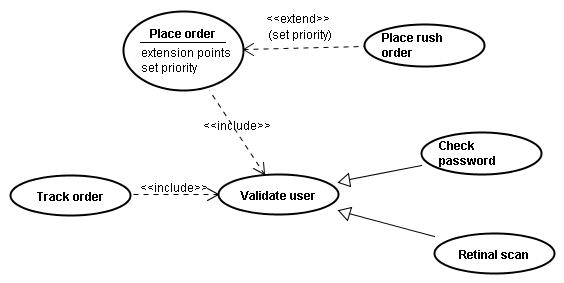 Place order
extension points
set priority
<<extend>>
(set priority)
Place rush
order
<<include>>
Check
password
Track order
<<include>>
Validate user
Retinal scan